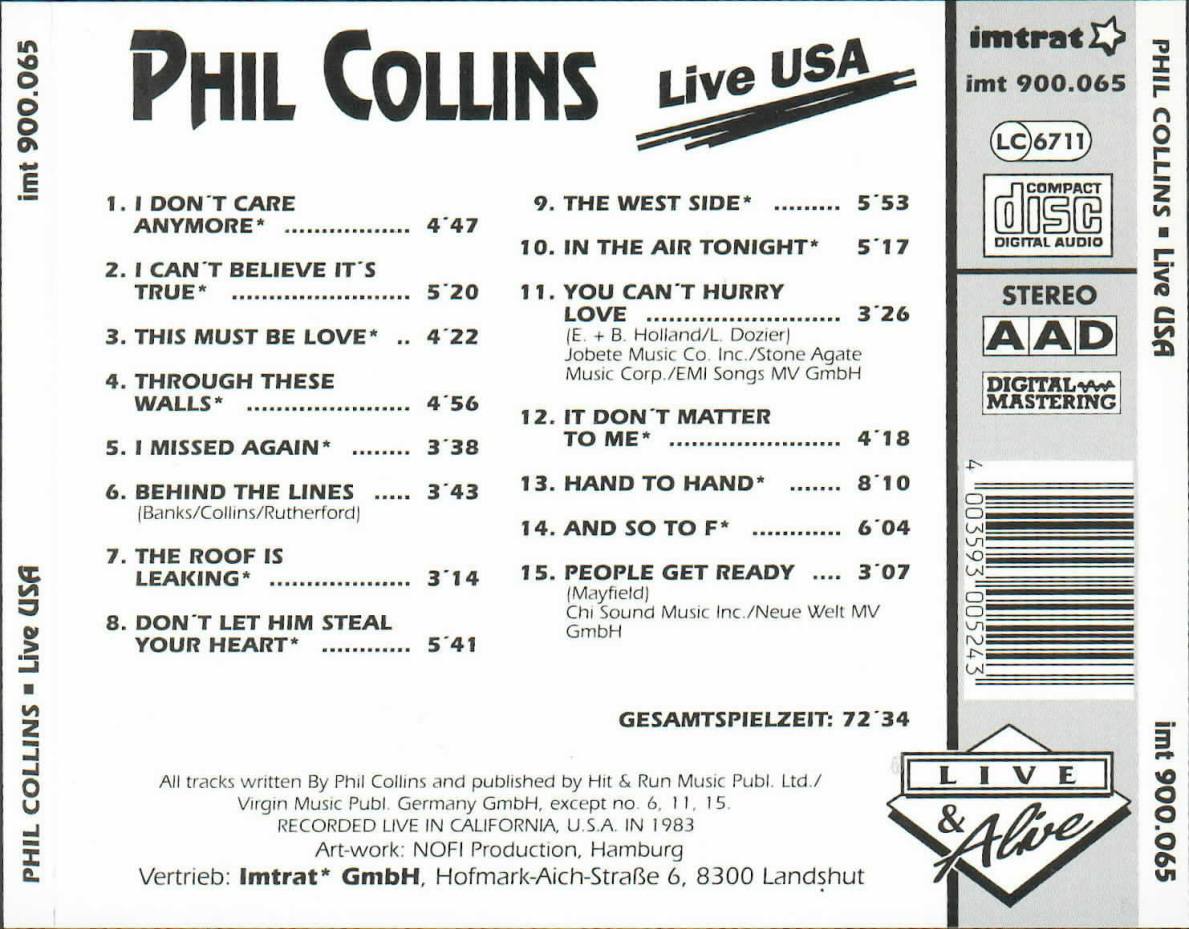 imt 900.065
PHIL COLLINS ▪ Live USA
PHIL COLLINS
Live USA
1. I DON´T CARE
ANYMORE* ................. 4´47
2. I CAN´T BELIEVE IT´S
TRUE* ........................ 5´20
3. THIS MUST BE LOVE* .. 4´22
4. THROUGH THESE
WALLS* ...................... 4´56
5. I MISSED AGAIN* ........ 3´38
6. BEHIND THE LINES ..... 3´43
(Banks/Collins/Rutherford)
7. THE ROOF IS
LEAKING* ................... 3´14
8. DON´T LET HIM STEAL
YOUR HEART* ............ 5´41
9. THE WEST SIDE* ......... 5´53
10. IN THE AIR TONIGHT* 5´17
11. YOU CAN´T HURRY
LOVE .......................... 3´26
(E. + B. Holland/L. Dozier)
Jobete Music Co. Inc./Stone Agate
Music Corp./EMI Songs MV GmbH
12. IT DON´T MATTER
TO ME* ....................... 4´18
13. HAND TO HAND* ....... 8´10
14. AND SO TO F* ............ 6´04
15. PEOPLE GET READY .... 3´07
(Mayfield)
Chi Sound Music Inc./Neue Welt MV
GmbH
GESAMTSPIELZEIT: 72´34
All tracks written By Phil Collins and published by Hit & Run Music Publ. Ltd./
Virgin Music Publ. Germany GmbH, except no. 6, 11, 15.
RECORDED LIVE IN CALIFORNIA, U.S.A. IN 1983
Art-work: NOFI Production, Hamburg
Vertrieb: Imtrat* GmbH, Hofmark-Aich-Straße 6, 8300 Landshut
imtrat
imt 900.065
LC 6711
COMPACT
disc
DIGITAL AUDIO
STEREO
AAD
DIGITAL
MASTERING
4 003593 005243
LIVE
& Alive
PHIL COLLINS ▪ Live USA
imt 900.065